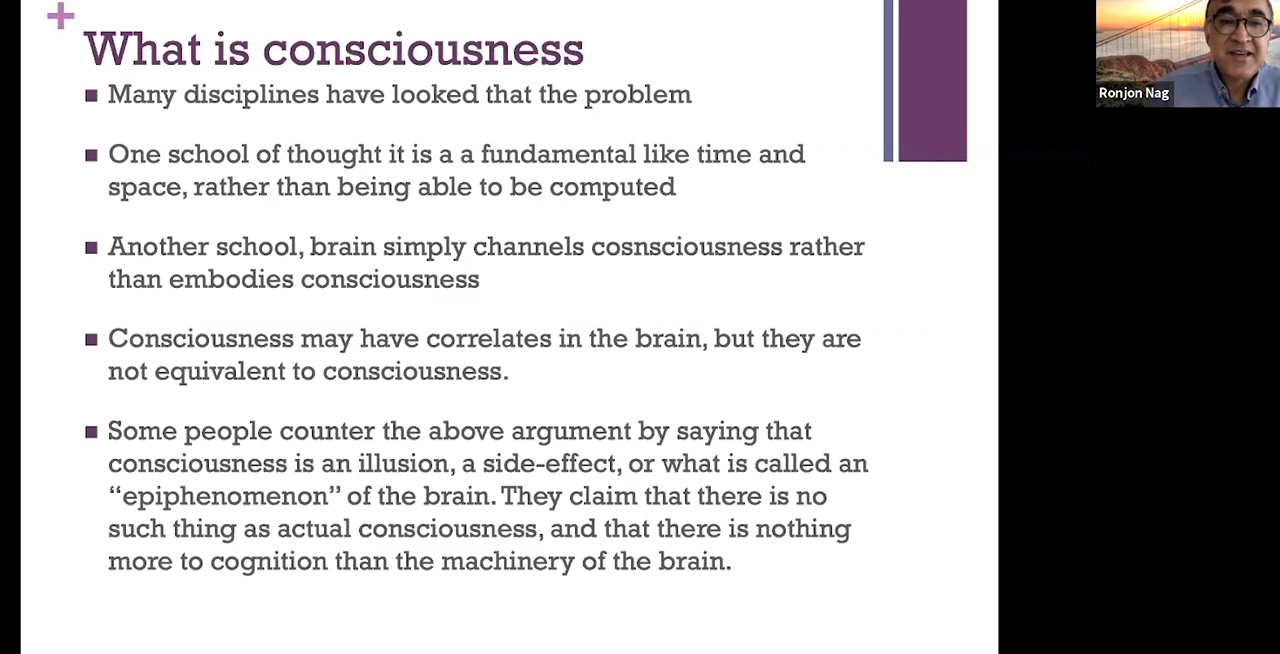 What is consciousness
Many disciplines have looked that the problem
One school of thought it is a a fundamental like time and
space, rather than being able to be computed
Another school, brain simply channels cosnsciousness rather
than embodies consciousness
Consciousness may have correlates in the brain, but they are
not equivalent to consciousness.
Some people counter the above argument by saying that
consciousness is an illusion, a side-effect, or what is called an
“epiphenomenon” of the brain. They claim that there is no
such thing as actual consciousness, and that there is nothing
more to cognition than the machinery of the brain.
Ronjon Nag